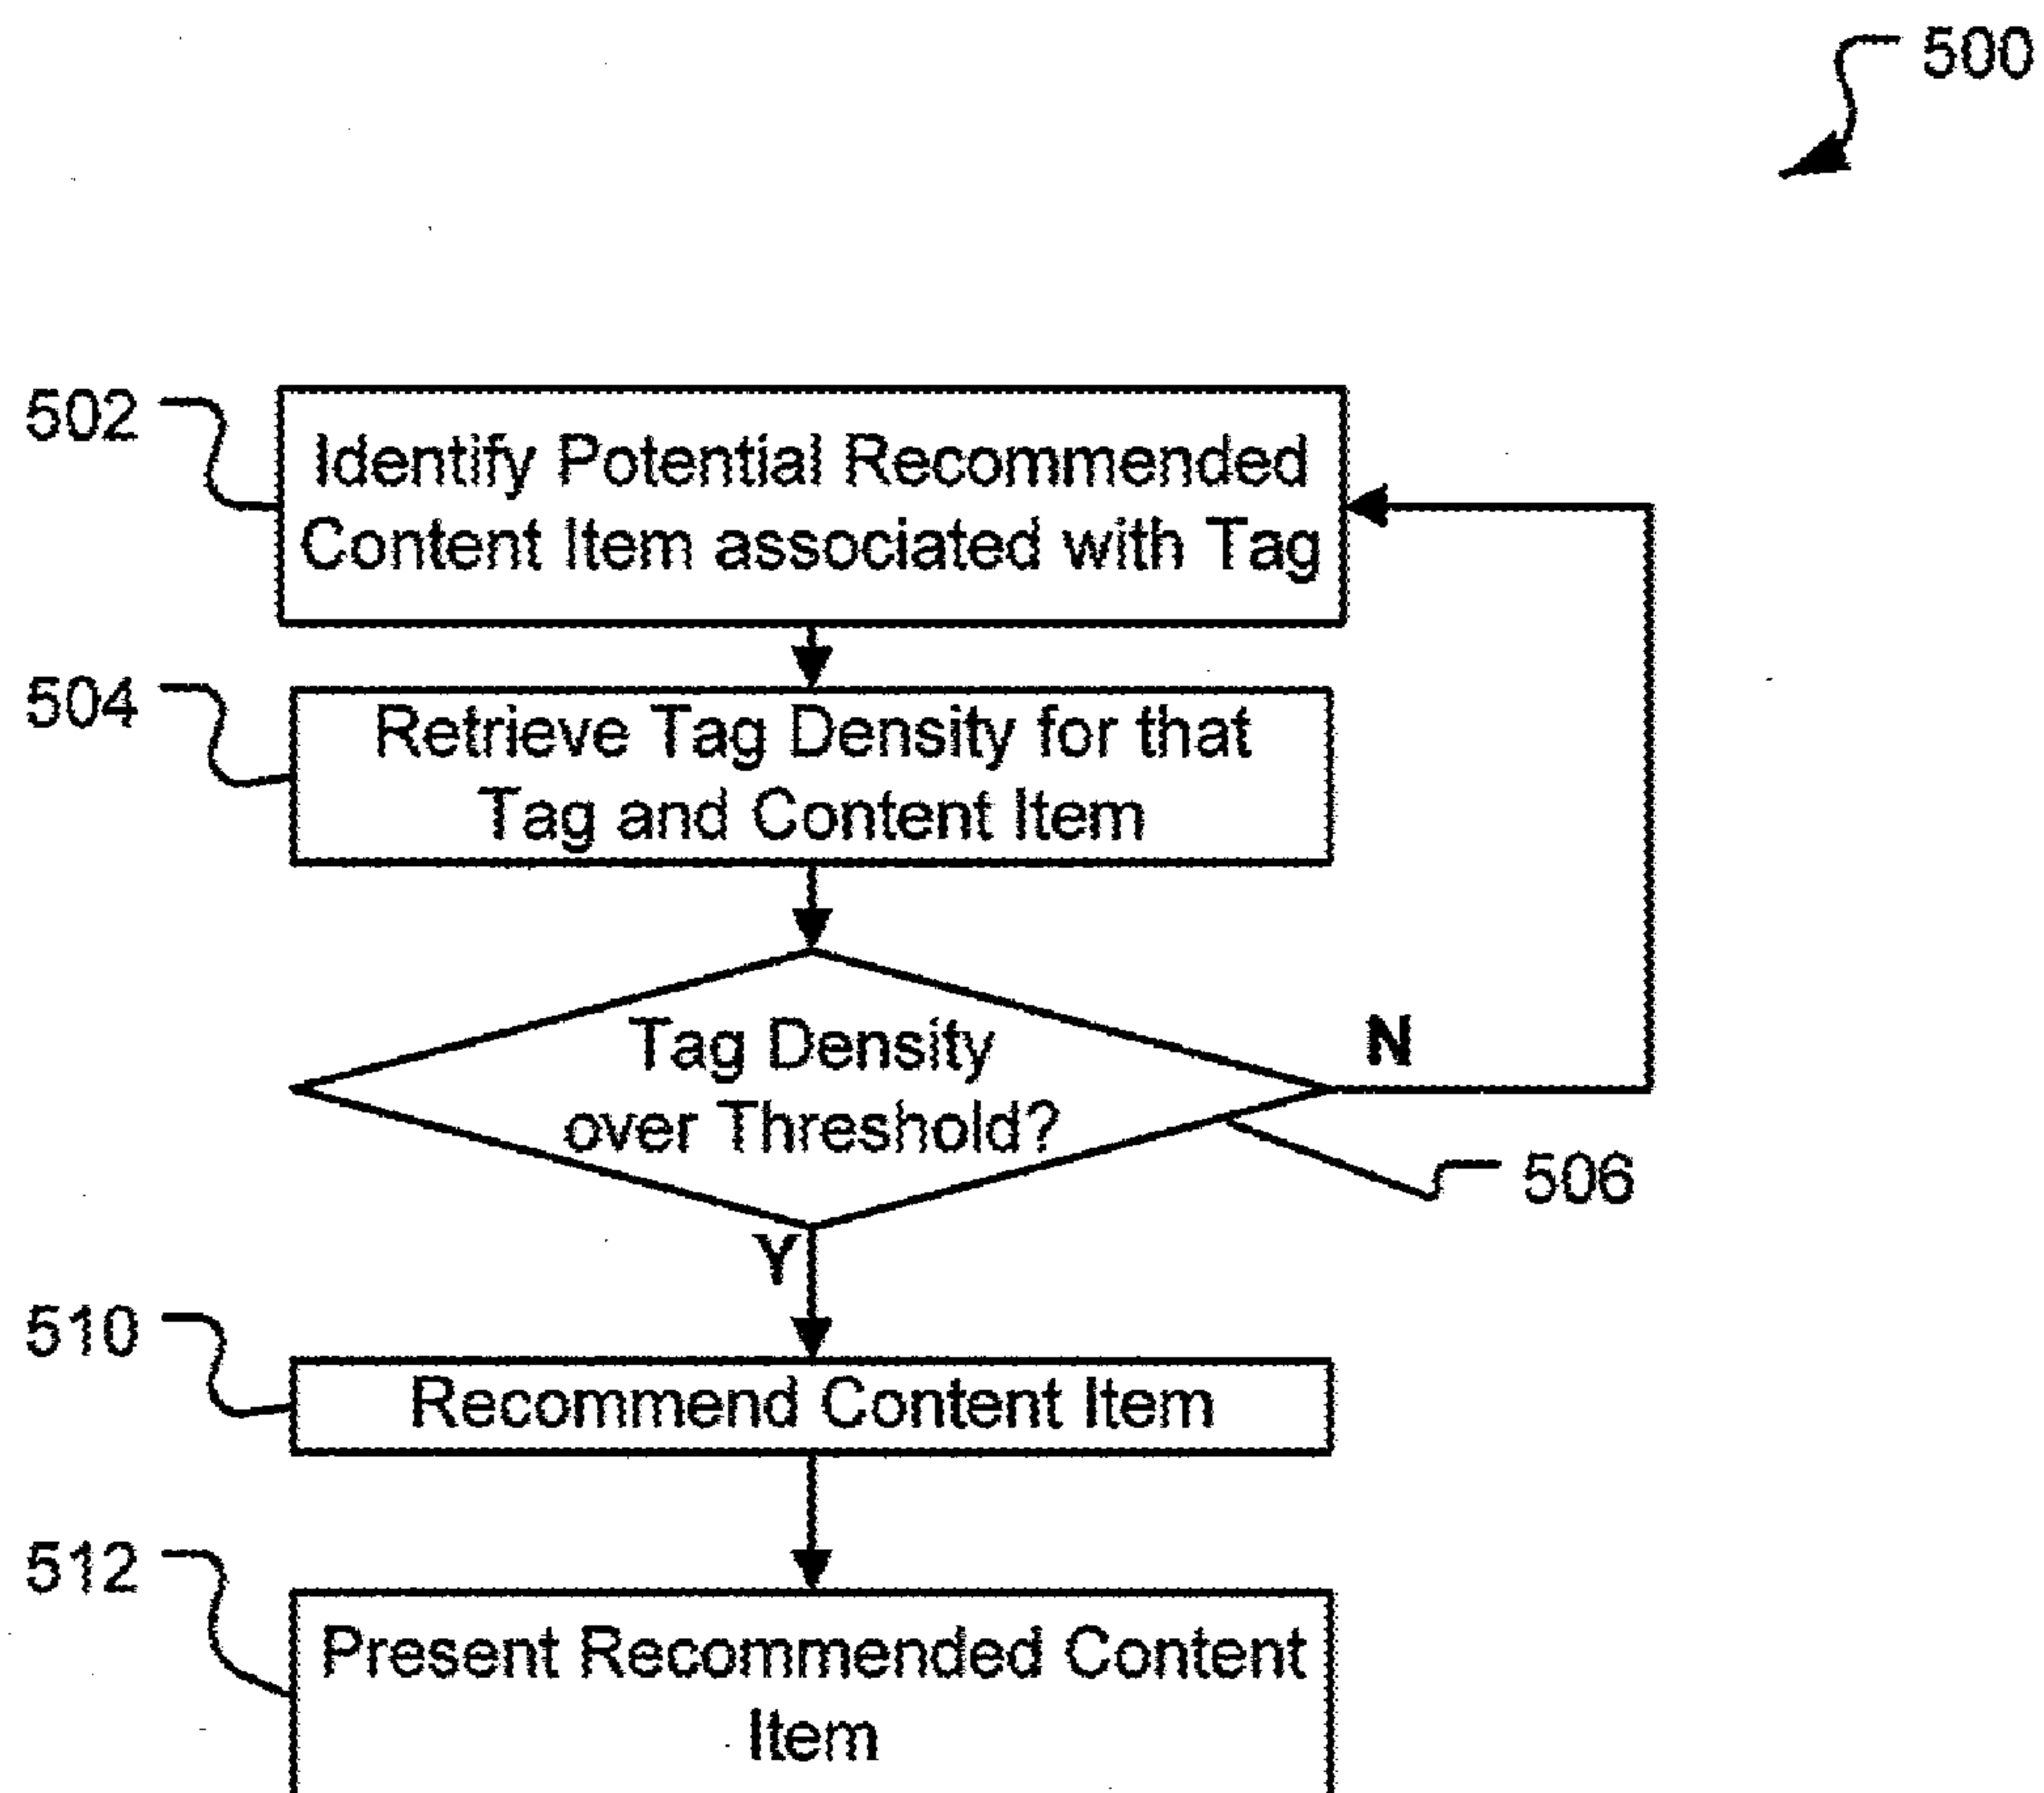 500
502
Identify Potential Recommended
Content Item associated with Tag
504
Retrieve Tag Density for that
Tag and Content Item
Tag Density
over Threshold?
N
506
Y
510
Recommend Content Item
512
Present Recommended Content
Item